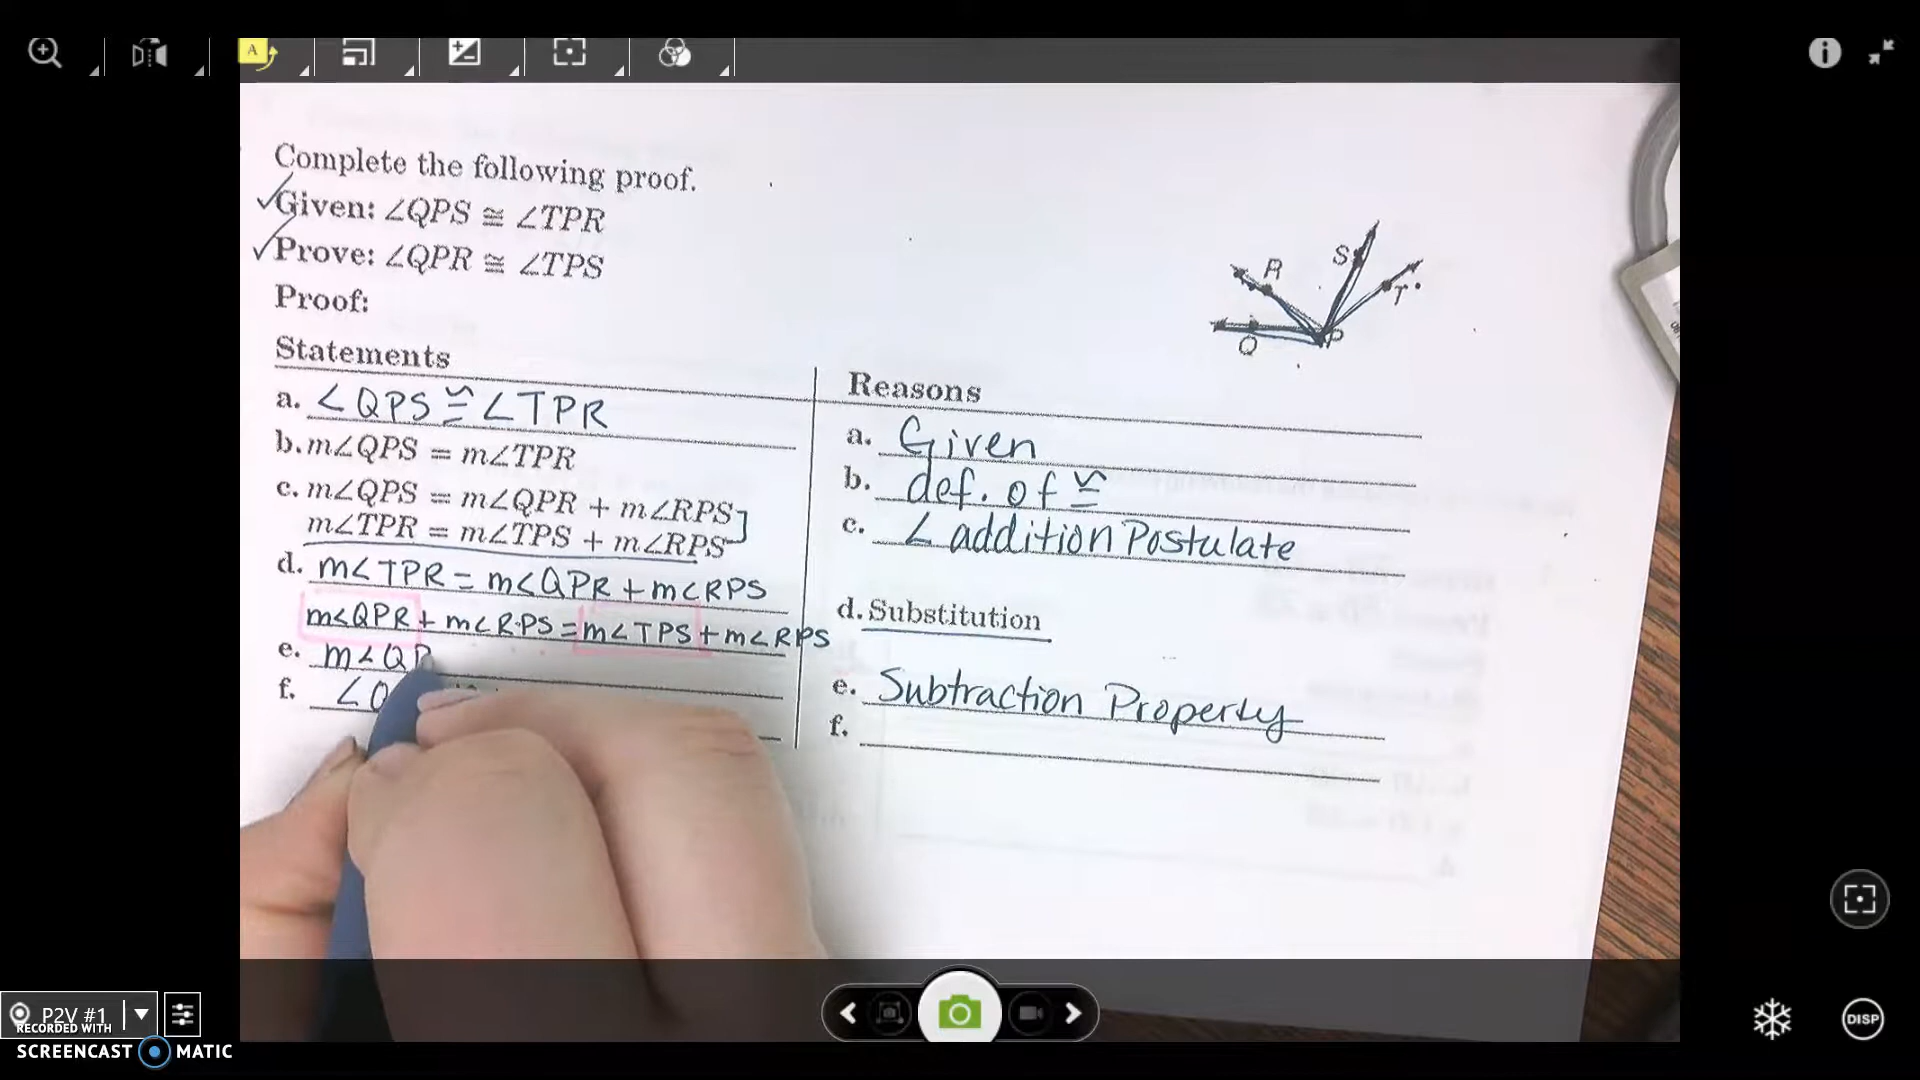 A
Complete the following proof.
Given: ∠QPS ≅ ∠TPR
Prove: ∠QPR ≅ ∠TPS
Proof:
R
S
T
Q
P
Statements
a. ∠QPS ≅ ∠TPR
b. m∠QPS = m∠TPR
c. m∠QPS = m∠QPR + m∠RPS
m∠TPR = m∠TPS + m∠RPS
d. m∠TPR = m∠QPR + m∠RPS
m∠QPR + m∠RPS = m∠TPS + m∠RPS
e. m∠QP
f. ∠Q
Reasons
a. Given
b. def. of ≅
c. ∠ addition Postulate
d. Substitution
e. Subtraction Property
f.
P2V #1
RECORDED WITH
SCREENCAST MATIC
DISP